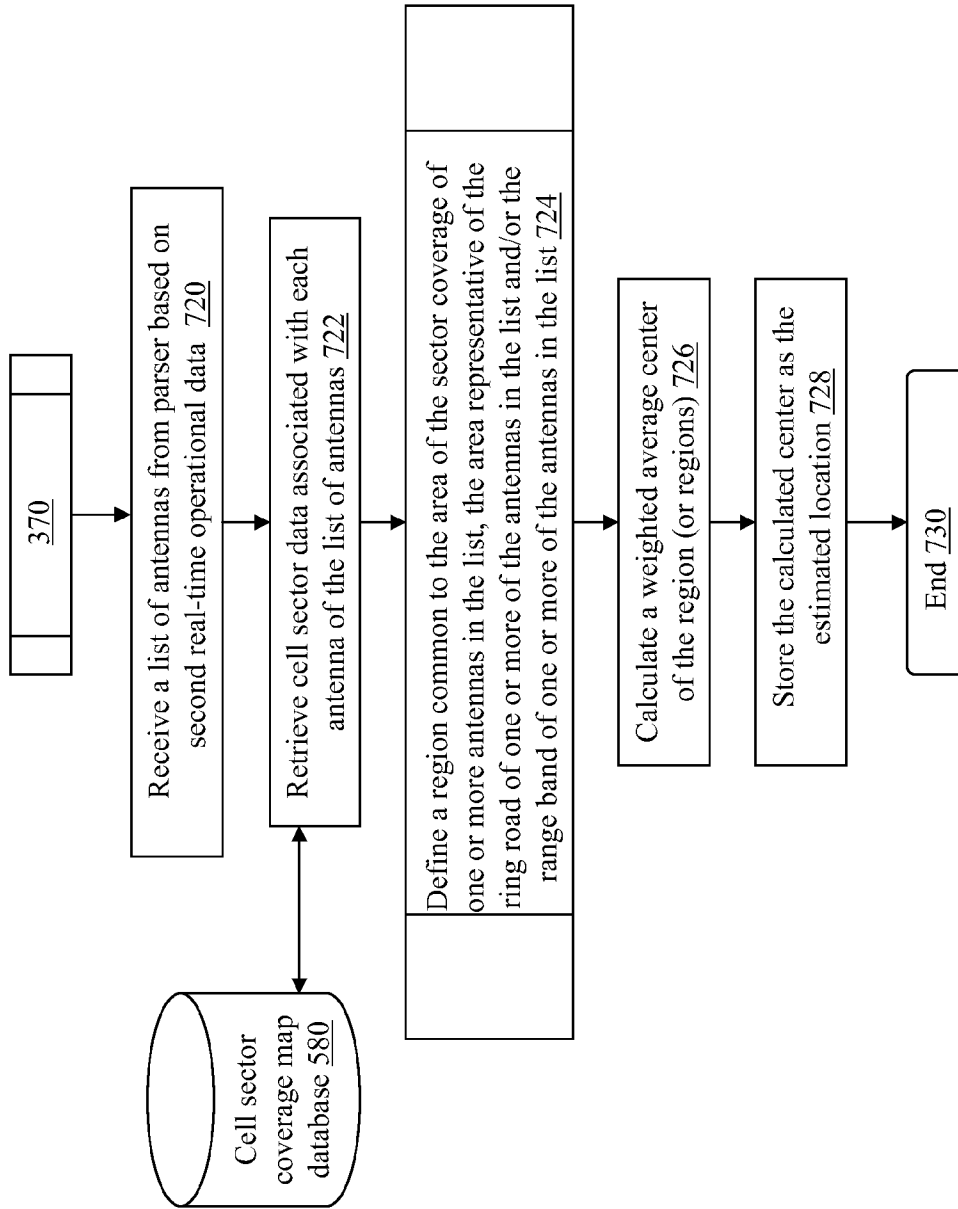 370
Receive a list of antennas from parser based on
second real-time operational data 720
Retrieve cell sector data associated with each
antenna of the list of antennas 722
Cell sector
coverage map
database 580
Define a region common to the area of the sector coverage of
one or more antennas in the list, the area representative of the
ring road of one or more of the antennas in the list and/or the
range band of one or more of the antennas in the list 724
Calculate a weighted average center
of the region (or regions) 726
Store the calculated center as the
estimated location 728
End 730